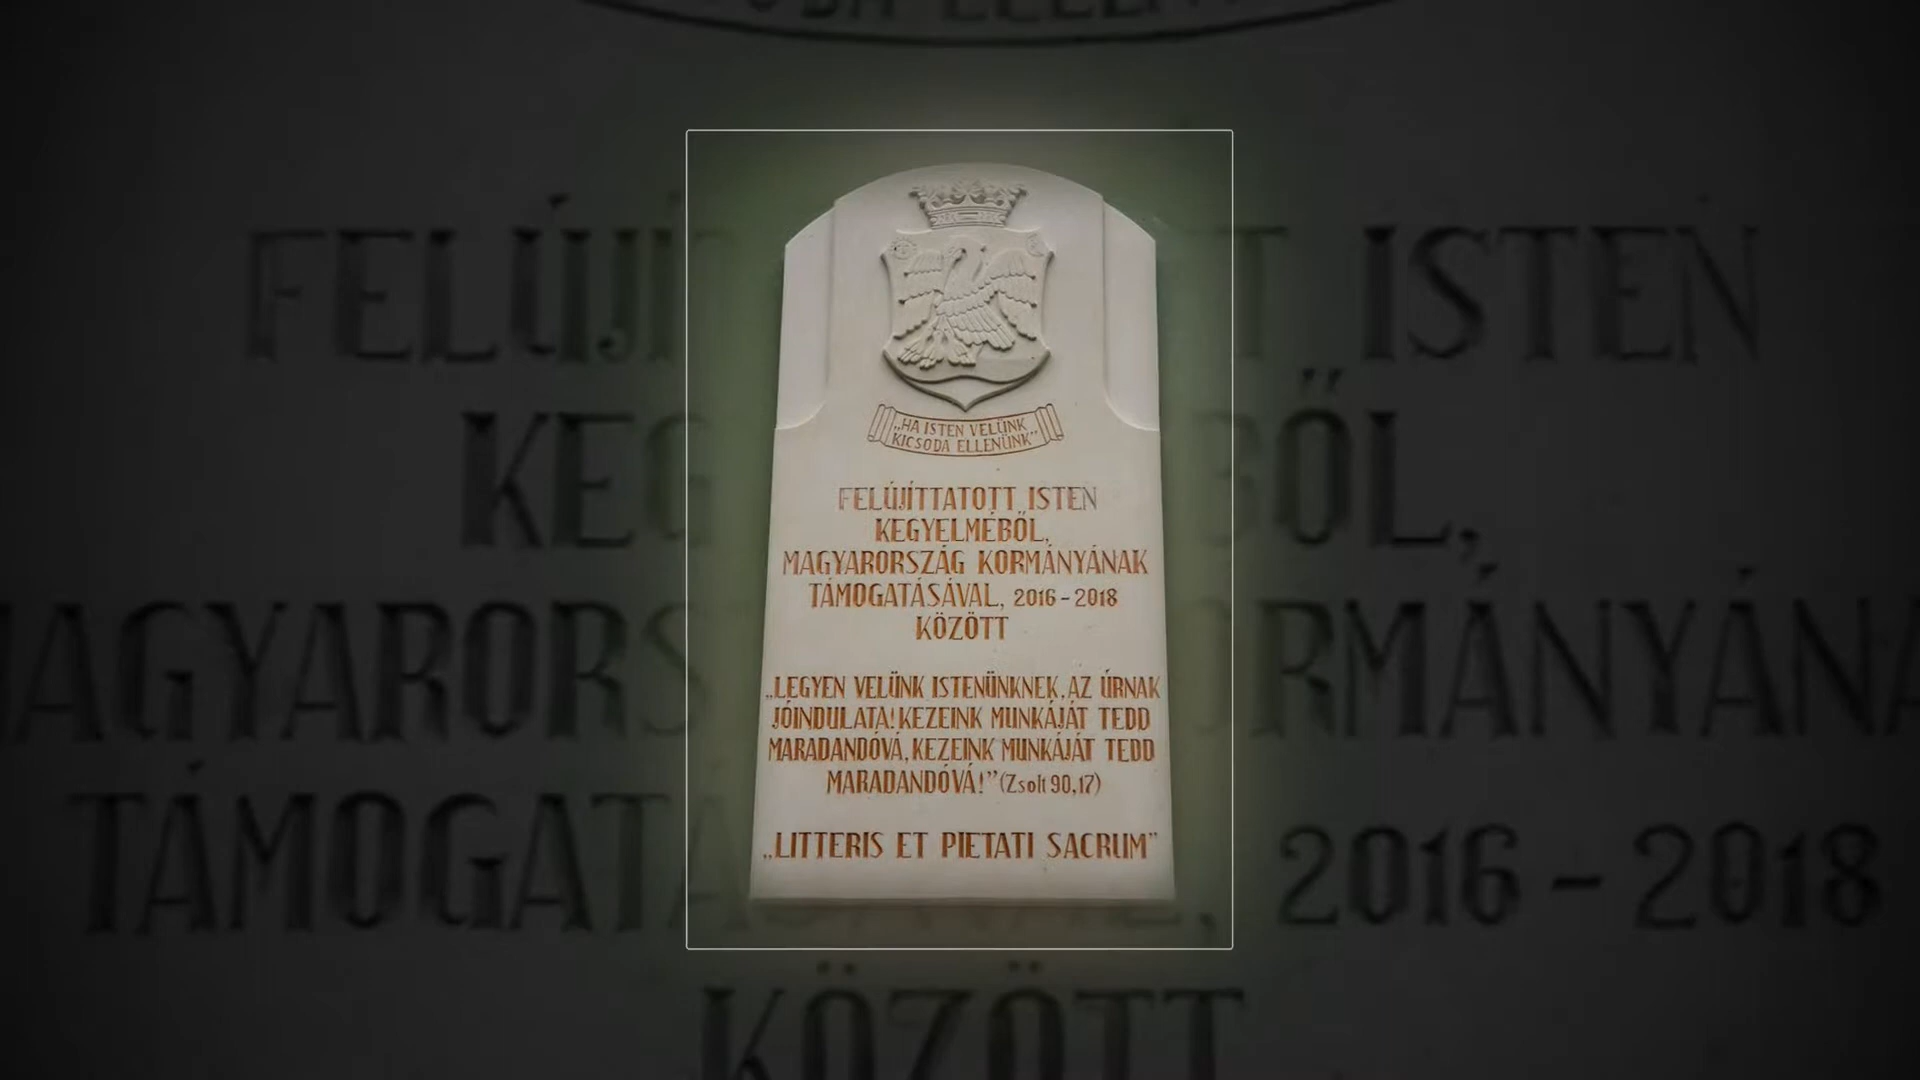 „HA ISTEN VELÜNK
KICSODA ELLENÜNK”
FELÚJÍTTATOTT ISTEN
KEGYELMÉBŐL,
MAGYARORSZÁG KORMÁNYÁNAK
TÁMOGATÁSÁVAL, 2016-2018
KÖZÖTT
„LEGYEN VELÜNK ISTENÜNKNEK, AZ ÚRNAK
JÓINDULATA! KEZEINK MUNKÁJÁT TEDD
MARADANDÓVÁ, KEZEINK MUNKÁJÁT TEDD
MARADANDÓVÁ!” (Zsolt 90,17)
„LITTERIS ET PIETATI SACRUM”